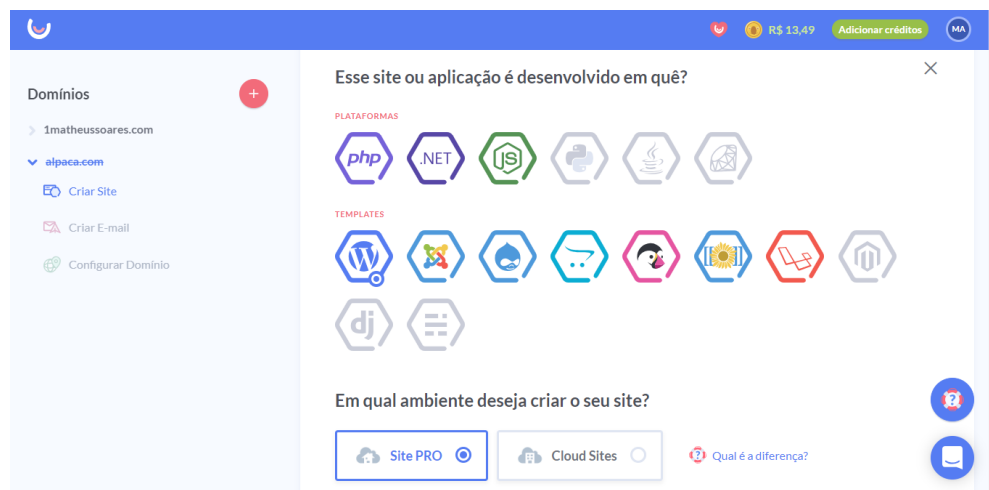 R$ 13,49
Adicionar créditos
MA
Domínios
+
1matheussoares.com
alpaca.com
Criar Site
Criar E-mail
Configurar Domínio
Esse site ou aplicação é desenvolvido em quê?
PLATAFORMAS
php
.NET
JS
TEMPLATES
W
[[ ]]
dj
Em qual ambiente deseja criar o seu site?
Site PRO
Cloud Sites
? Qual é a diferença?
?